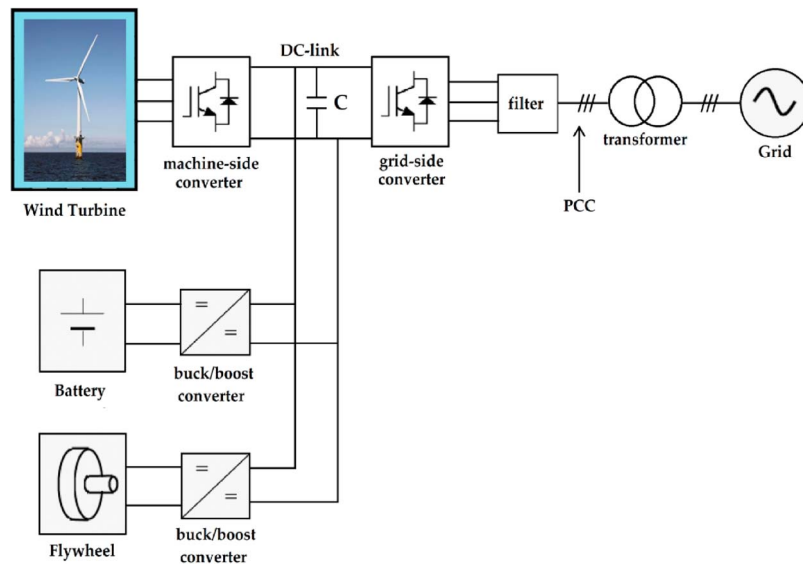 DC-link
C
filter
transformer
Grid
machine-side
converter
grid-side
converter
PCC
Wind Turbine
Battery
buck/boost
converter
Flywheel
buck/boost
converter